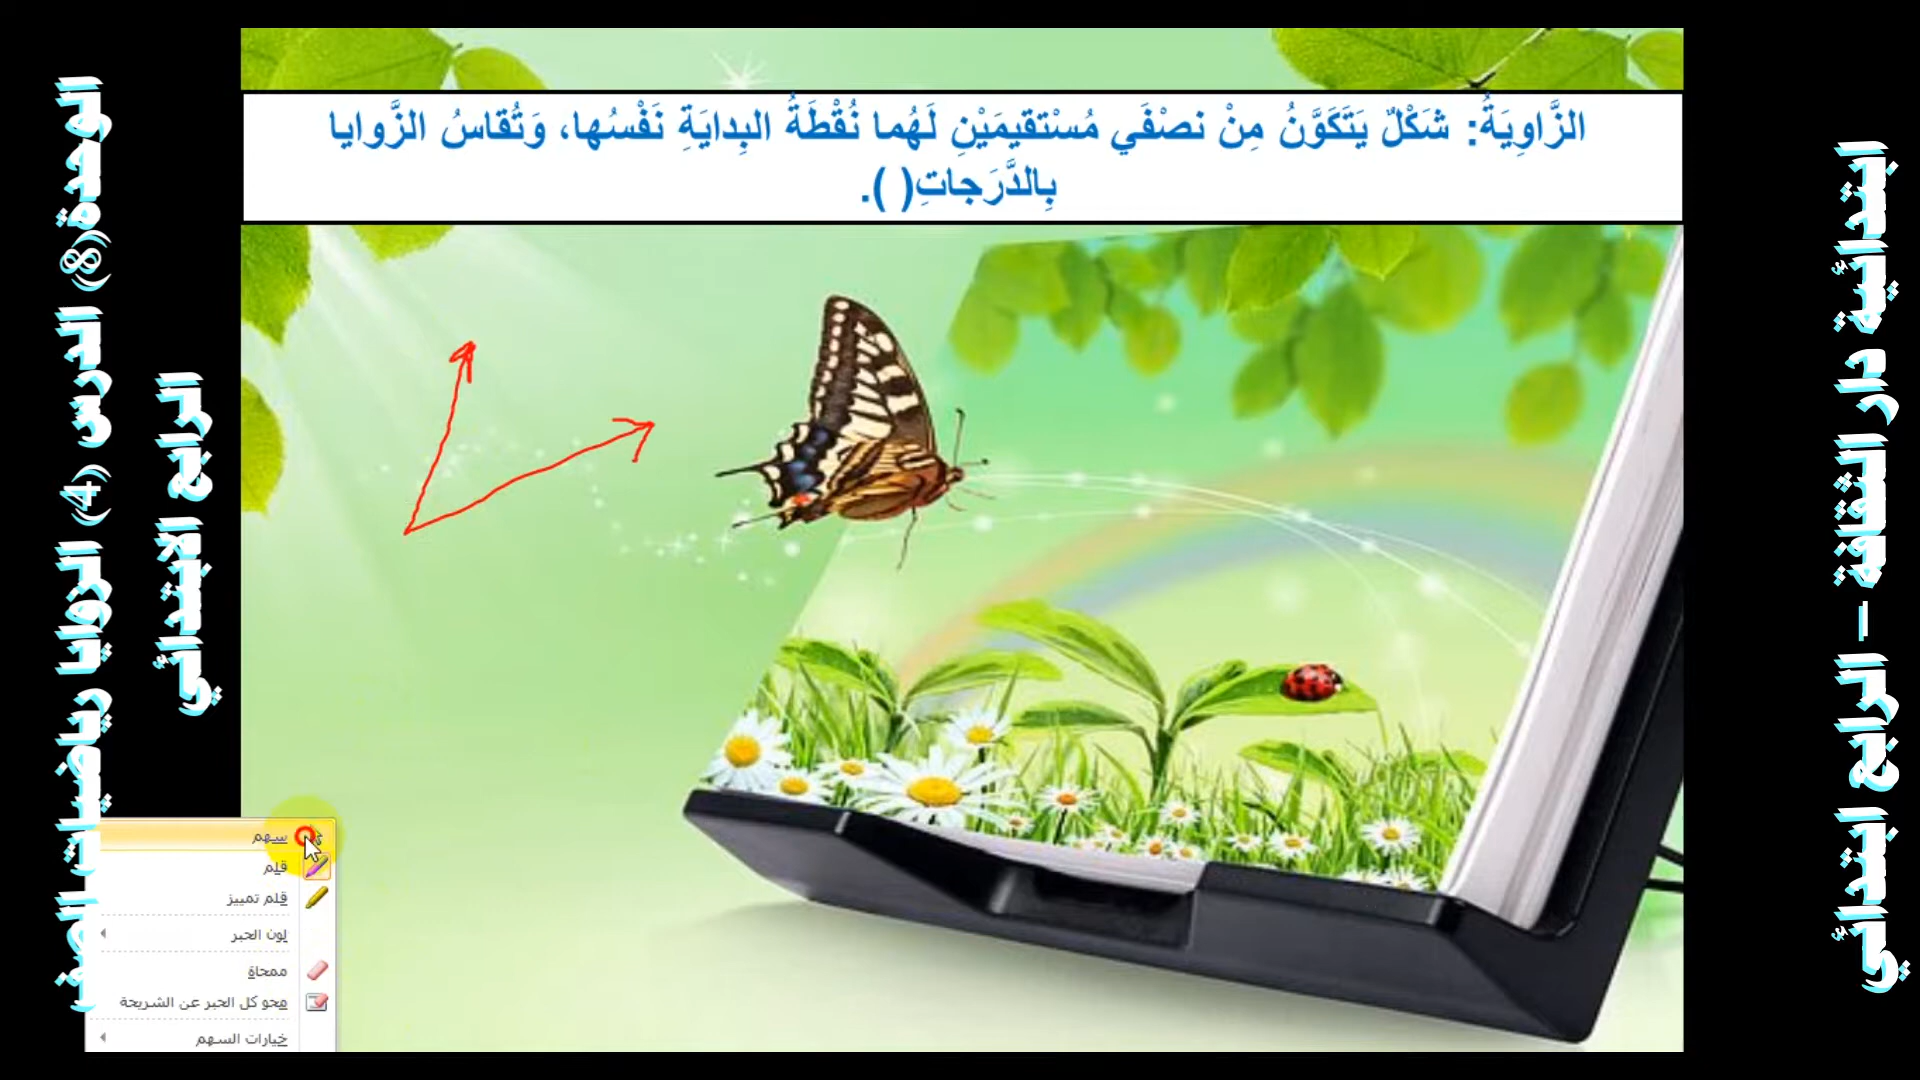 الزَّاوِيَةُ: شَكْلٌ يَتَكَوَّنُ مِنْ نصْفَي مُسْتقيمَيْنِ لَهُما نُقْطَةُ البِدايَةِ نَفْسُها، وَتُقاسُ الزَّوايا
بِالدَّرَجاتِ( ).
ابتدائية دار الثقافة – الرابع ابتدائي
الوحدة(8) الدرس (4) الزوايا رياضيات الصف
الرابع الابتدائي
سهم
قلم
قلم تمييز
لون الحبر
ممحاة
محو كل الحبر عن الشريحة
خيارات السهم